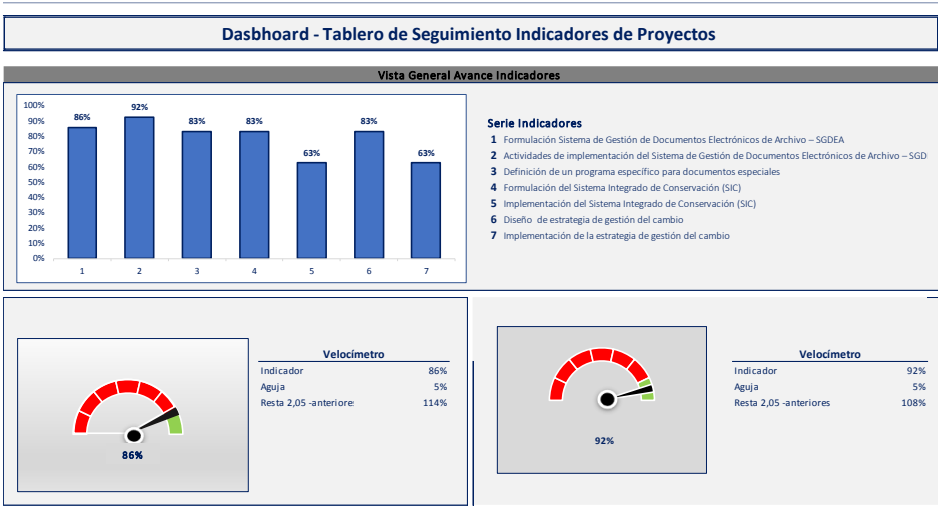 Dasbhoard - Tablero de Seguimiento Indicadores de Proyectos
Vista General Avance Indicadores
100%
90%
80%
70%
60%
50%
40%
30%
20%
10%
0%
86%
92%
83%
83%
63%
83%
63%
1
2
3
4
5
6
7
Serie Indicadores
1 Formulación Sistema de Gestión de Documentos Electrónicos de Archivo – SGDEA
2 Actividades de implementación del Sistema de Gestión de Documentos Electrónicos de Archivo – SGD
3 Definición de un programa específico para documentos especiales
4 Formulación del Sistema Integrado de Conservación (SIC)
5 Implementación del Sistema Integrado de Conservación (SIC)
6 Diseño de estrategia de gestión del cambio
7 Implementación de la estrategia de gestión del cambio
86%
Velocímetro
Indicador 86%
Aguja 5%
Resta 2,05 -anteriores 114%
92%
Velocímetro
Indicador 92%
Aguja 5%
Resta 2,05 -anteriores 108%